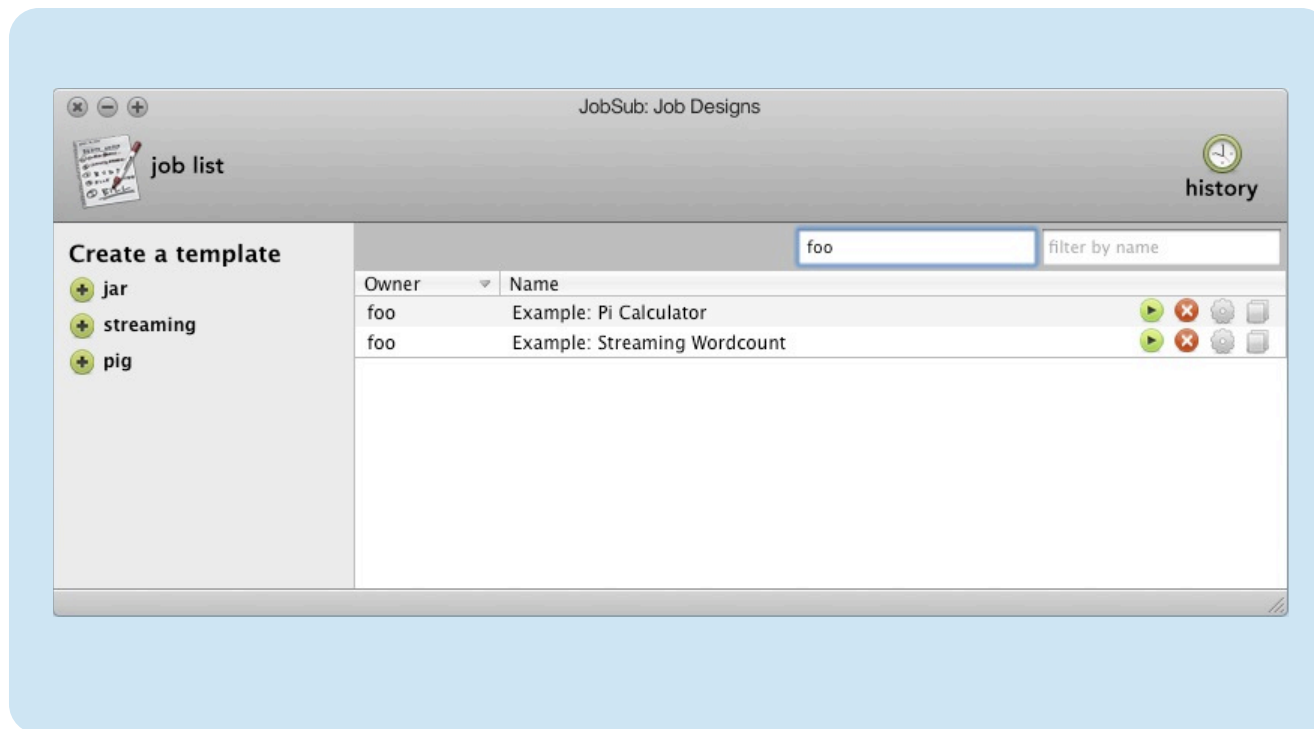 JobSub: Job Designs
job list
history
Create a template
jar
streaming
pig
foo
filter by name
Owner
Name
foo
Example: Pi Calculator
foo
Example: Streaming Wordcount